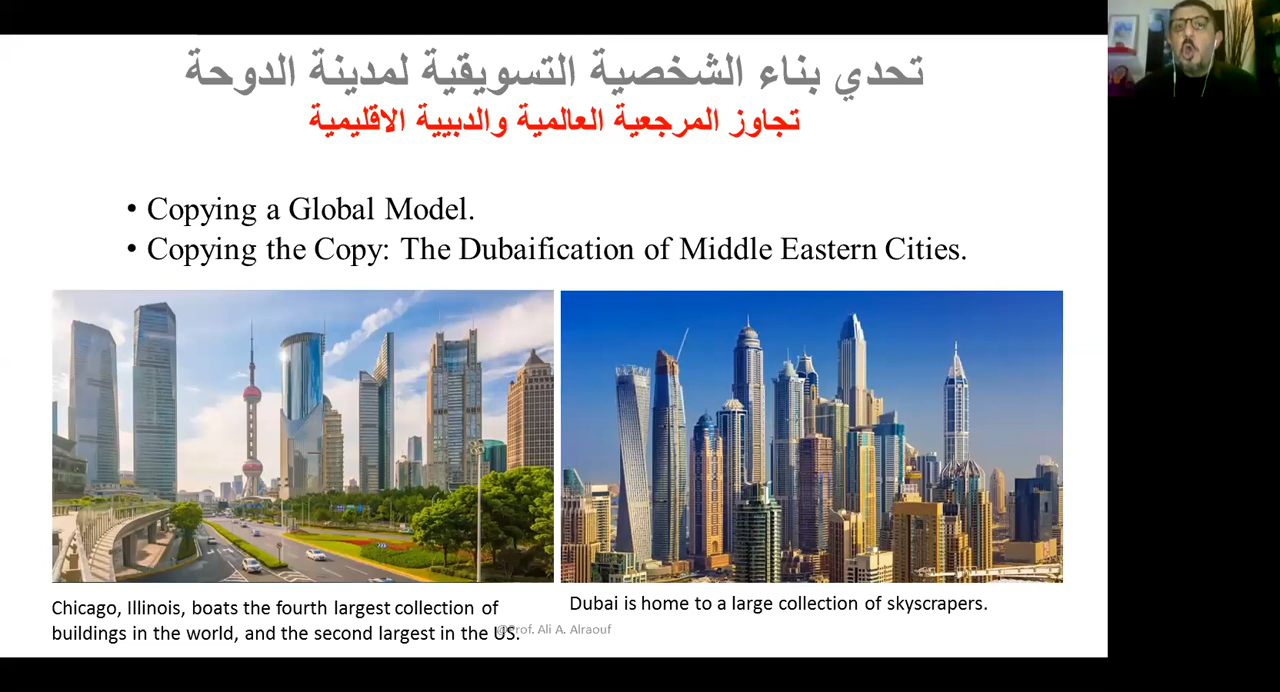 تحدي بناء الشخصية التسويقية لمدينة الدوحة
تجاوز المرجعية العالمية والدبيية الاقليمية
• Copying a Global Model.
• Copying the Copy: The Dubaification of Middle Eastern Cities.
Chicago, Illinois, boats the fourth largest collection of
buildings in the world, and the second largest in the US.
Dubai is home to a large collection of skyscrapers.
@Prof. Ali A. Alraouf